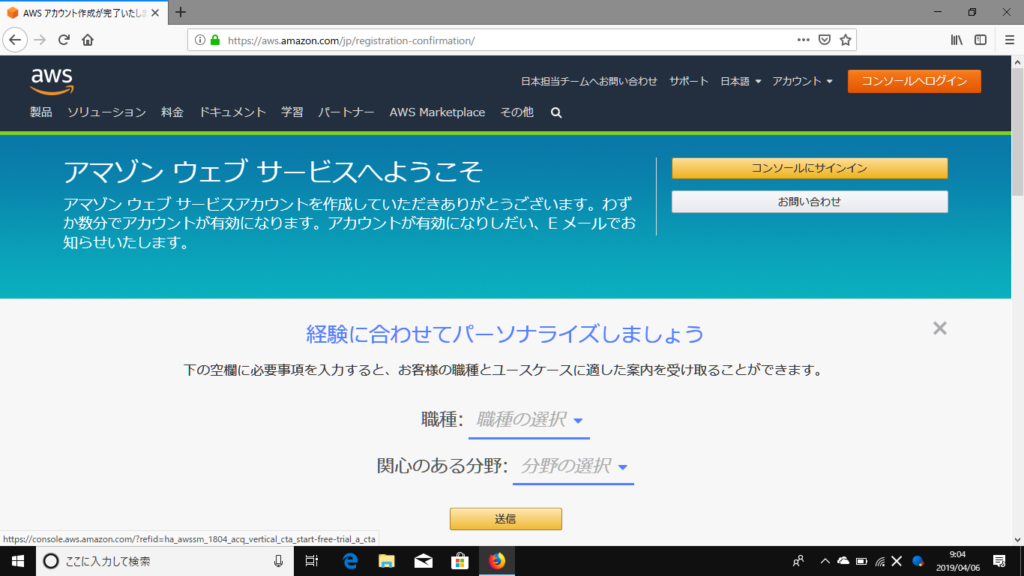 AWS アカウント作成が完了いたしま
https://aws.amazon.com/jp/registration-confirmation/
aws
日本担当チームへお問い合わせ サポート 日本語 アカウント コンソールへログイン
製品 ソリューション 料金 ドキュメント 学習 パートナー AWS Marketplace その他
アマゾン ウェブ サービスへようこそ
アマゾン ウェブ サービスアカウントを作成していただきありがとうございます。わず
か数分でアカウントが有効になります。アカウントが有効になりしだい、E メールでお
知らせいたします。
コンソールにサインイン
お問い合わせ
経験に合わせてパーソナライズしましょう
下の空欄に必要事項を入力すると、お客様の職種とユースケースに適した案内を受け取ることができます。
職種: 職種の選択
関心のある分野: 分野の選択
送信
https://console.aws.amazon.com/?refid=ha_awssm_1804_acq_vertical_cta_start-free-trial_a_cta
ここに入力して検索
9:04
2019/04/06